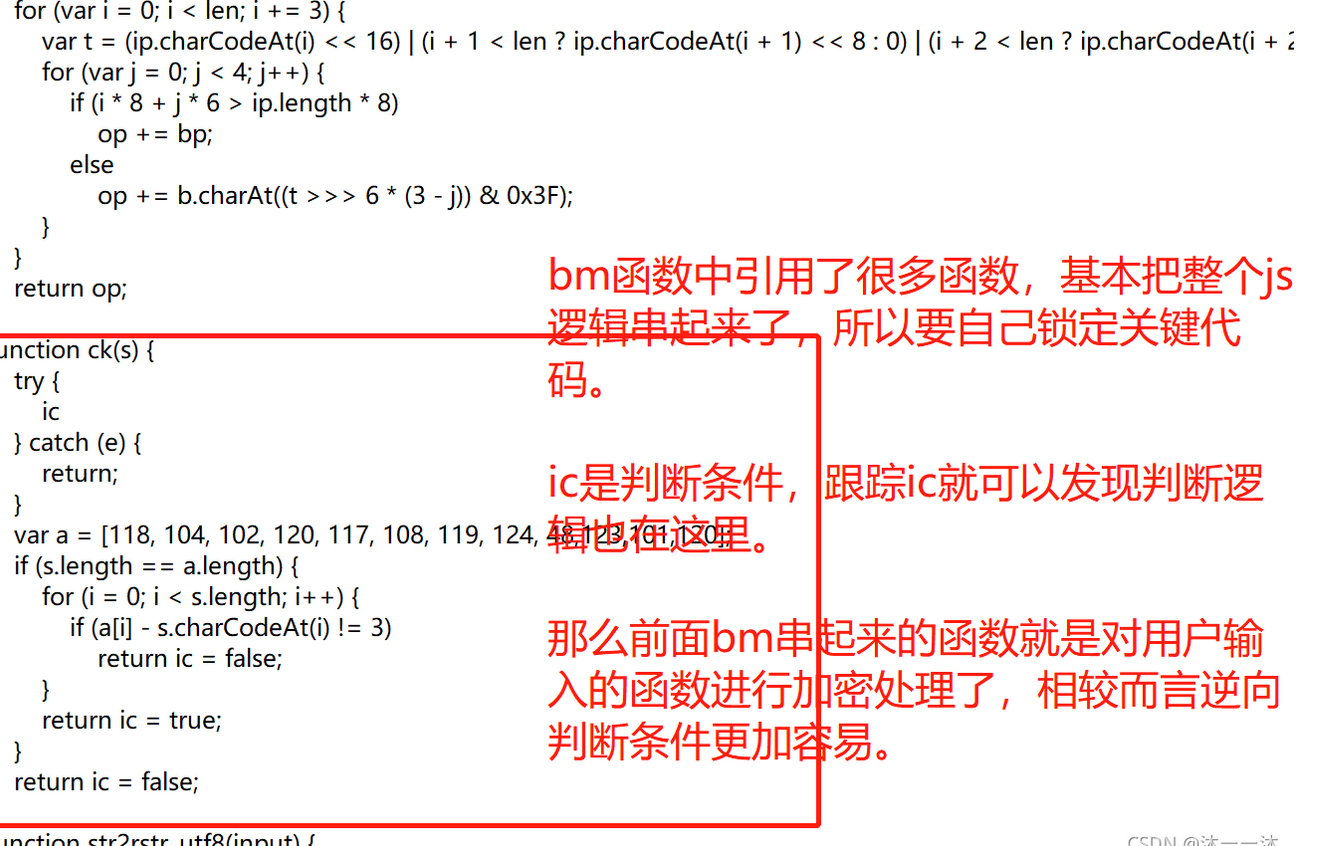 for (var i = 0; i < len; i += 3) {
var t = (ip.charCodeAt(i) << 16) | (i + 1 < len ? ip.charCodeAt(i + 1) << 8 : 0) | (i + 2 < len ? ip.charCodeAt(i + 2
for (var j = 0; j < 4; j++) {
if (i * 8 + j * 6 > ip.length * 8)
op += bp;
else
op += b.charAt((t >>> 6 * (3 - j)) & 0x3F);
}
}
return op;
bm函数中引用了很多函数，基本把整个js
逻辑串起来了，所以要自己锁定关键代
码。
unction ck(s) {
try {
ic
} catch (e) {
return;
}
var a = [118, 104, 102, 120, 117, 108, 119, 124, 48,123,101,120];
if (s.length == a.length) {
for (i = 0; i < s.length; i++) {
if (a[i] - s.charCodeAt(i) != 3)
return ic = false;
}
return ic = true;
}
return ic = false;
ic是判断条件，跟踪ic就可以发现判断逻
辑也在这里。
那么前面bm串起来的函数就是对用户输
入的函数进行加密处理了，相较而言逆向
判断条件更加容易。
unction str2rstr_utf8(input) {
CSDN @沐一一沐